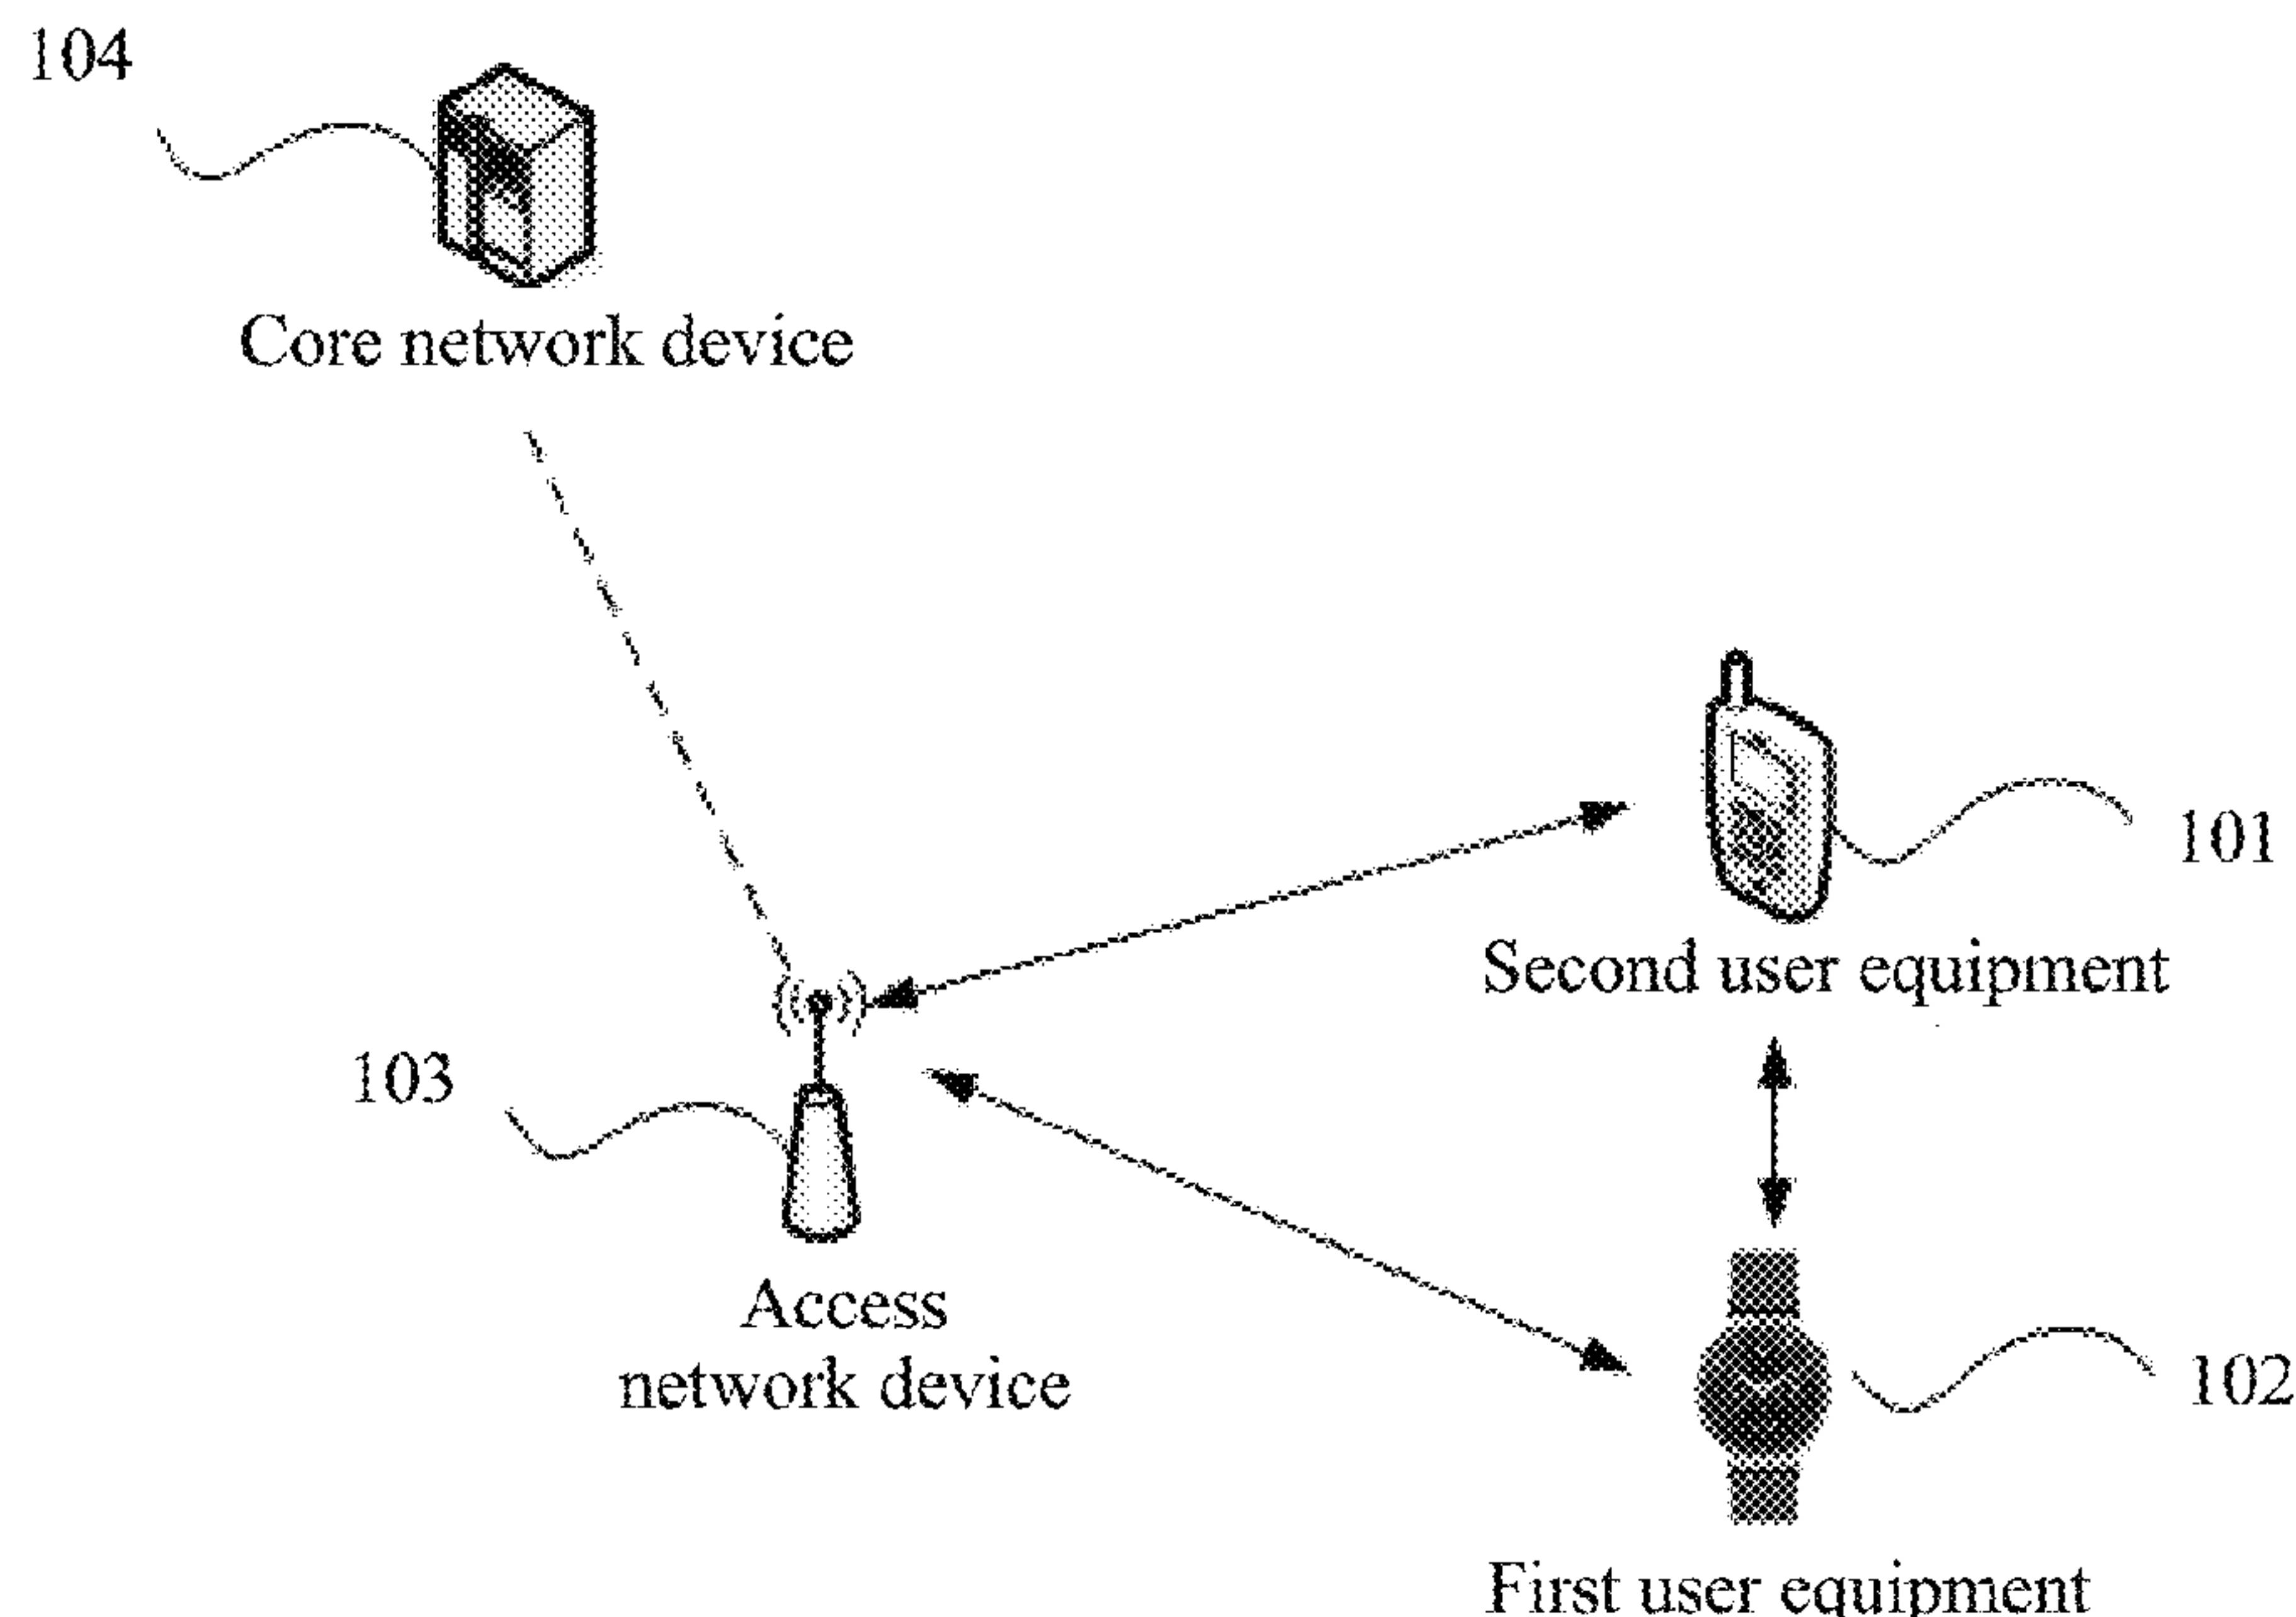 104
Core network device
101
Second user equipment
103
Access
network device
102
First user equipment